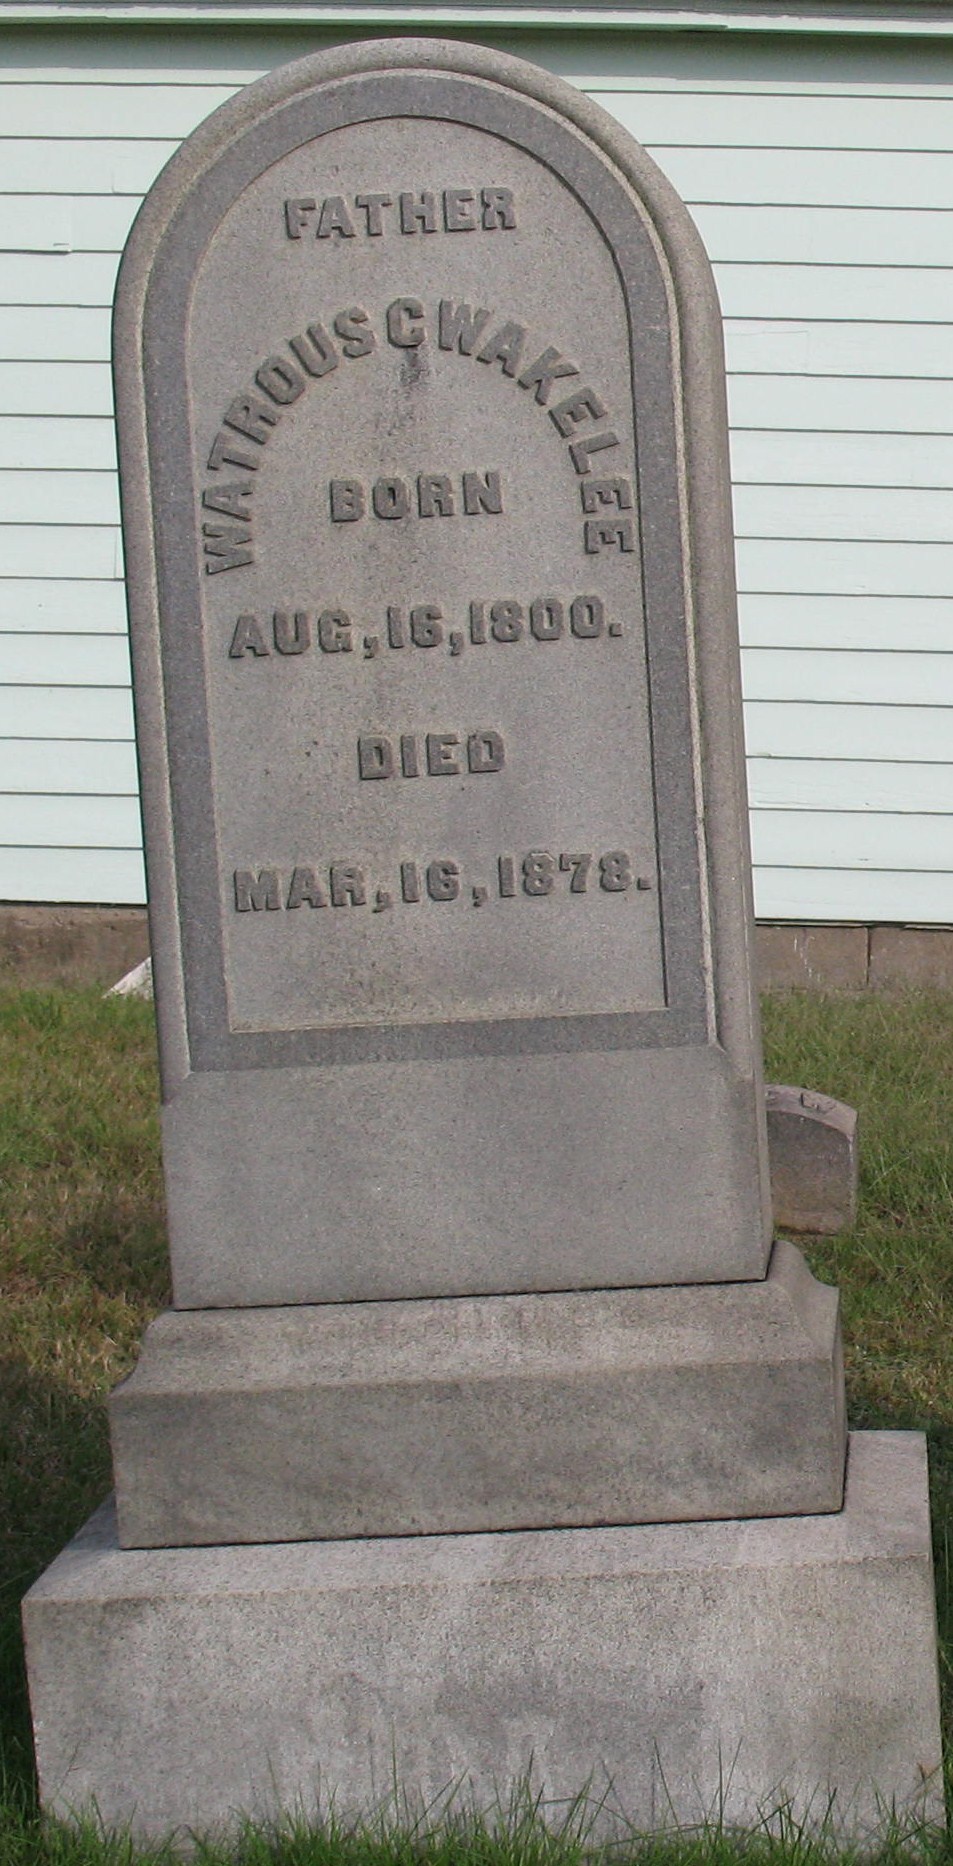 FATHER
WATROUS C WAKELEE
BORN
AUG, 16, 1800.
DIED
MAR, 16, 1878.
W